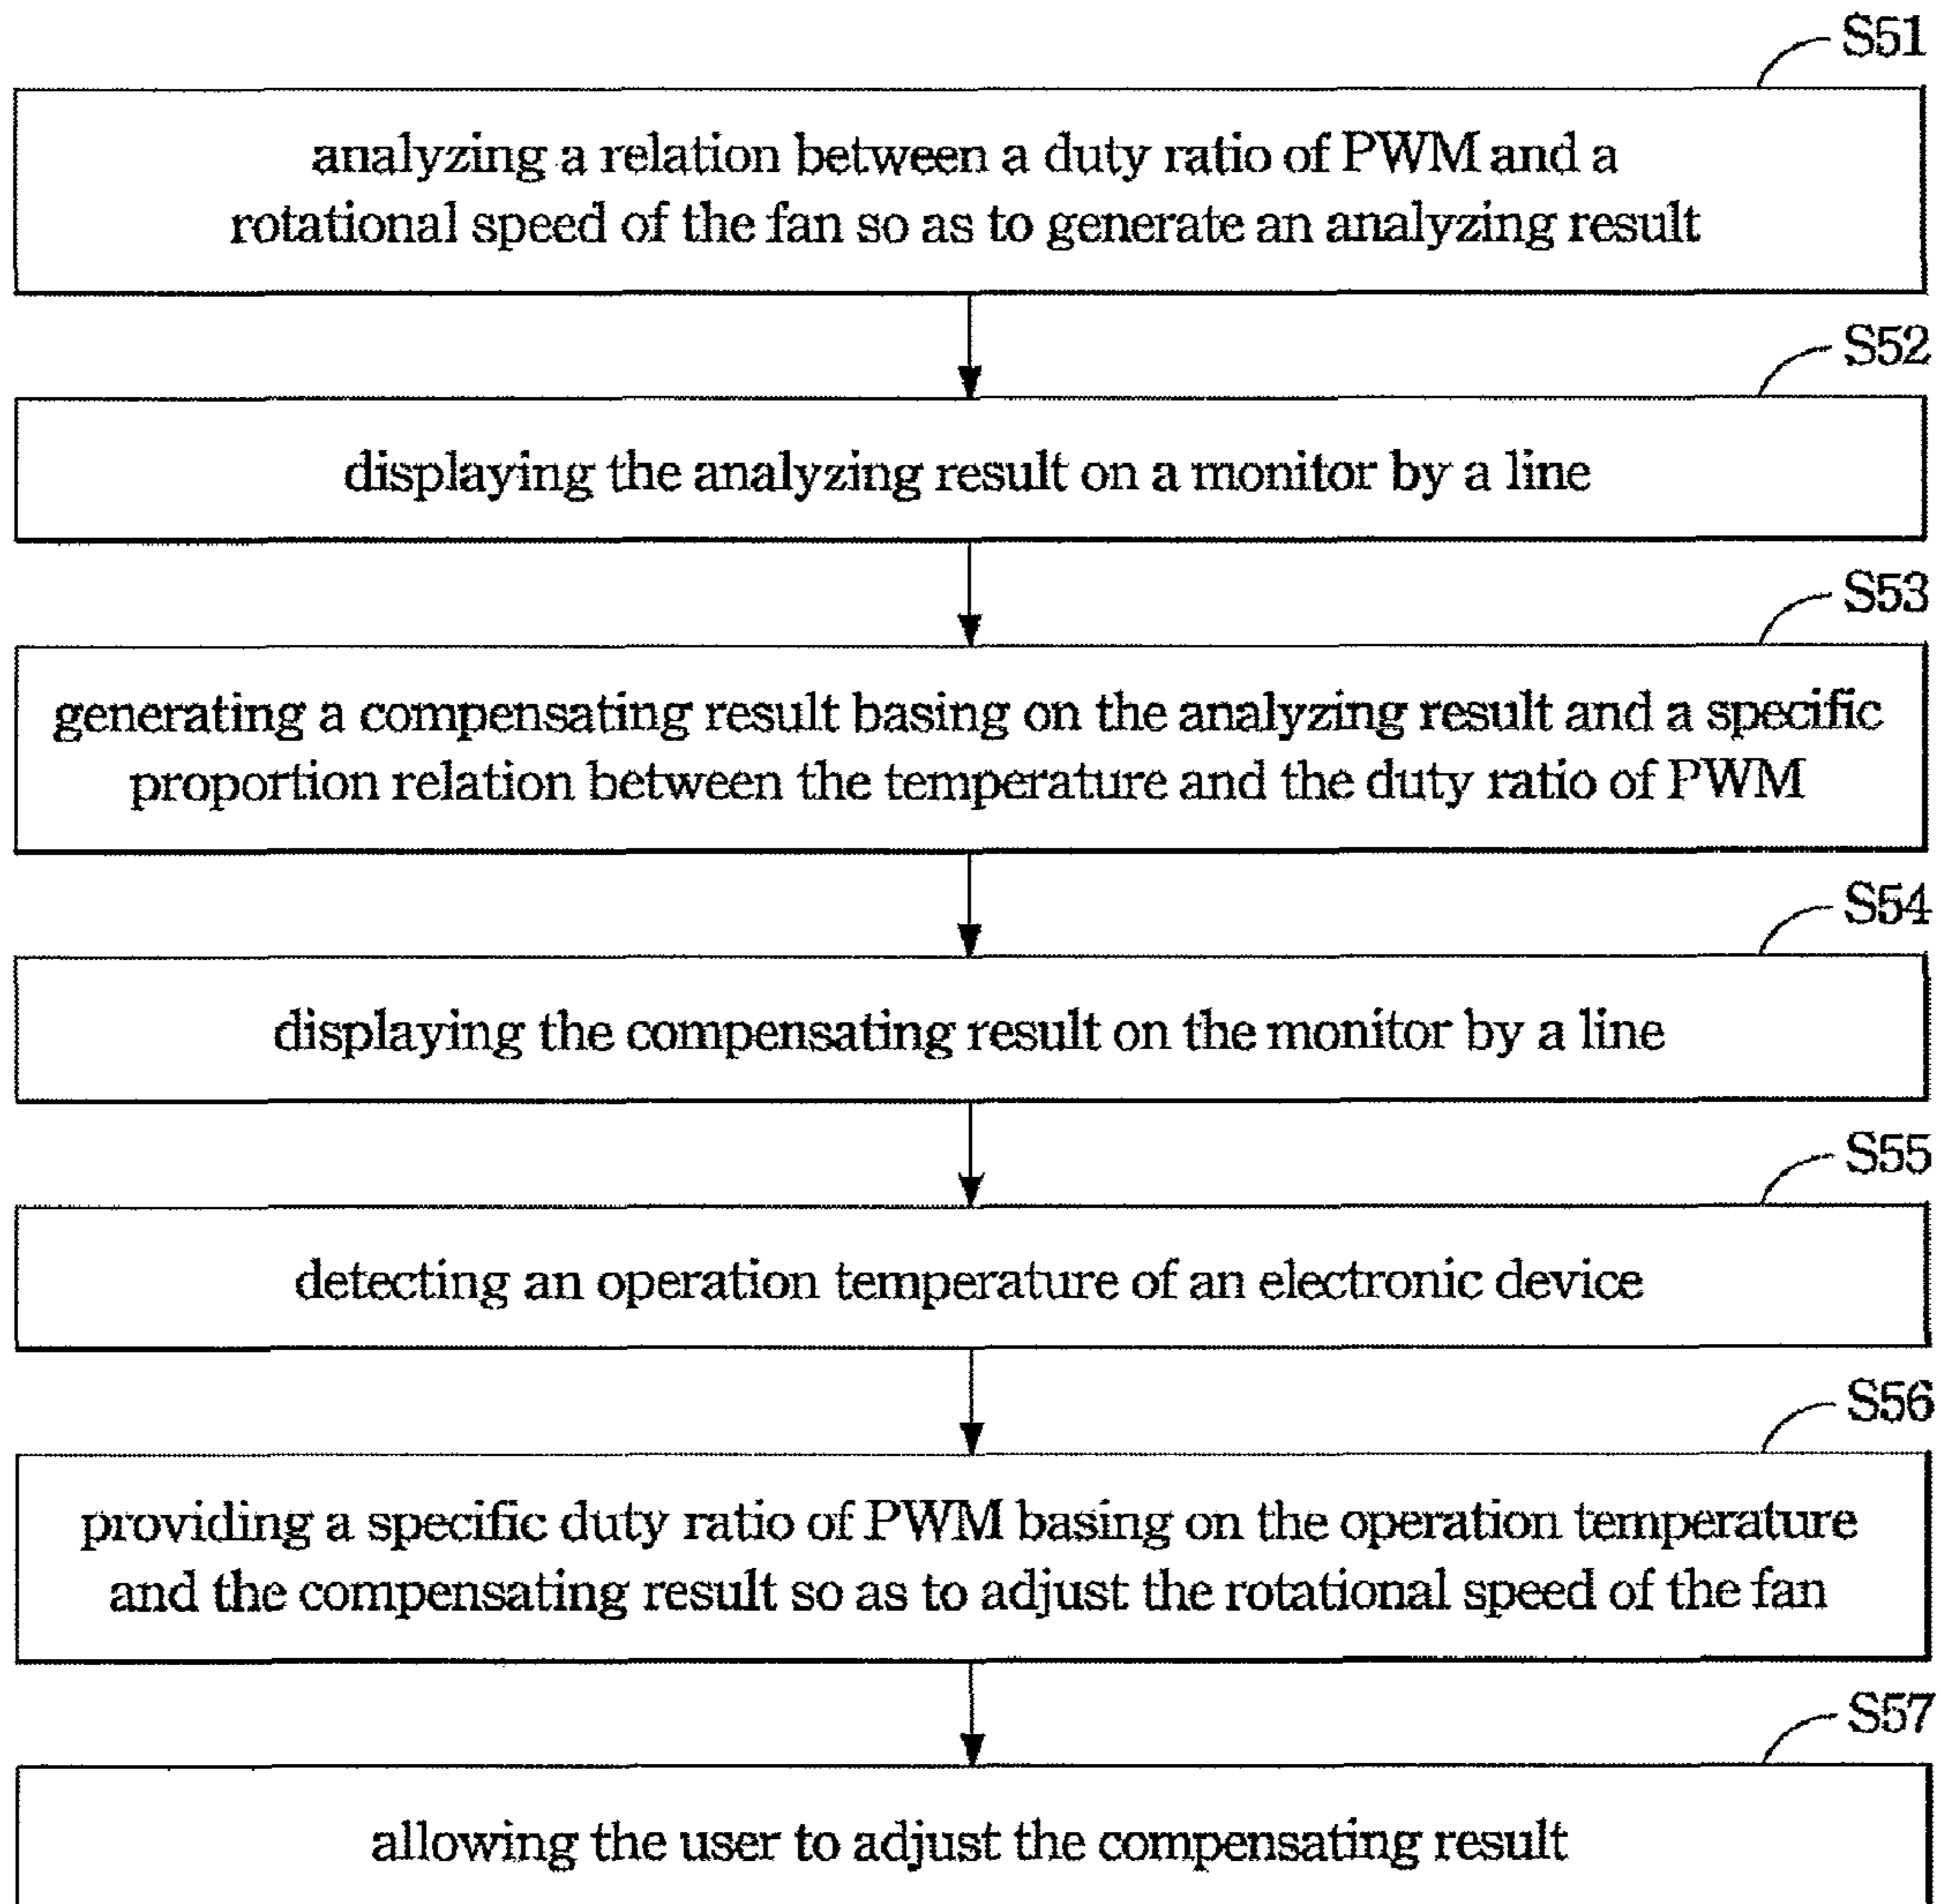 S51
analyzing a relation between a duty ratio of PWM and a
rotational speed of the fan so as to generate an analyzing result
S52
displaying the analyzing result on a monitor by a line
S53
generating a compensating result basing on the analyzing result and a specific
proportion relation between the temperature and the duty ratio of PWM
S54
displaying the compensating result on the monitor by a line
S55
detecting an operation temperature of an electronic device
S56
providing a specific duty ratio of PWM basing on the operation temperature
and the compensating result so as to adjust the rotational speed of the fan
S57
allowing the user to adjust the compensating result